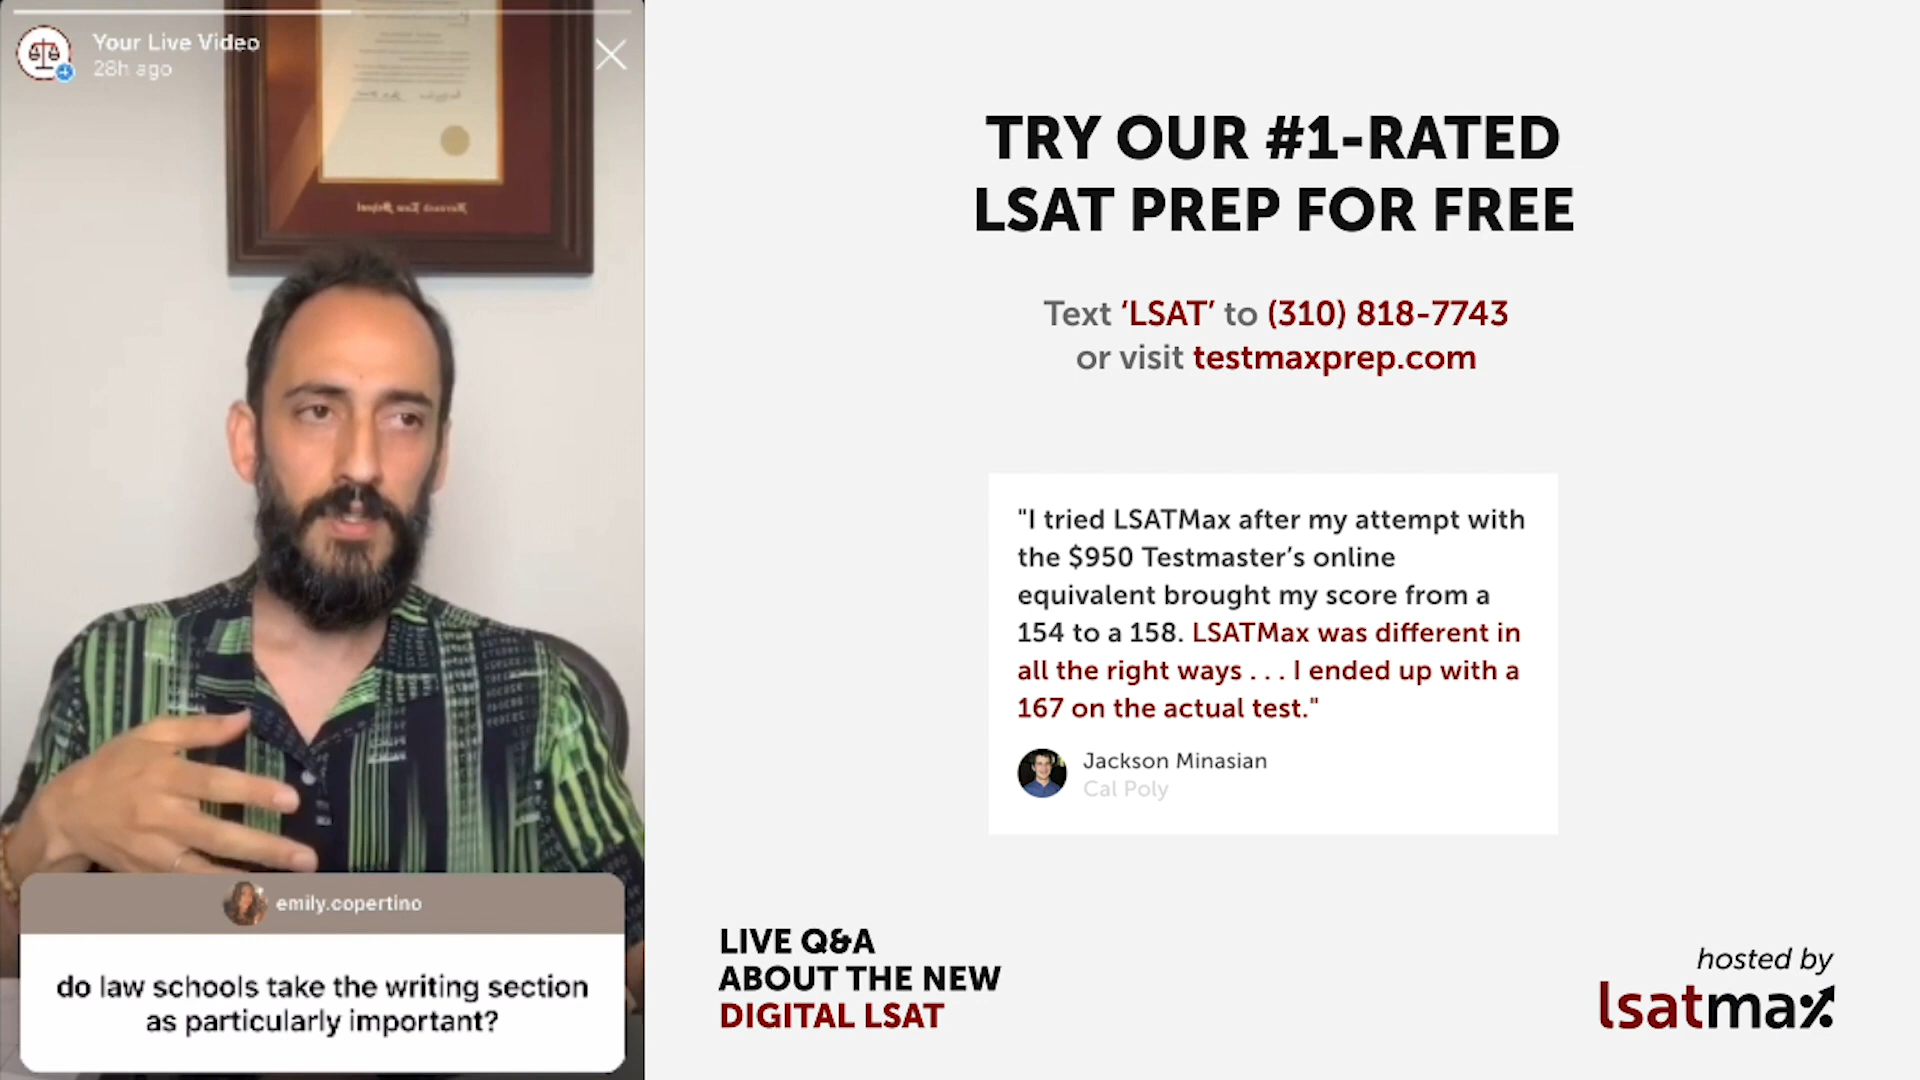 Your Live Video
28h ago
Harvard Law School
emily.copertino
do law schools take the writing section
as particularly important?
TRY OUR #1-RATED
LSAT PREP FOR FREE
Text ‘LSAT’ to (310) 818-7743
or visit testmaxprep.com
"I tried LSATMax after my attempt with
the $950 Testmaster’s online
equivalent brought my score from a
154 to a 158. LSATMax was different in
all the right ways . . . I ended up with a
167 on the actual test."
Jackson Minasian
Cal Poly
LIVE Q&A
ABOUT THE NEW
DIGITAL LSAT
hosted by
lsatmax